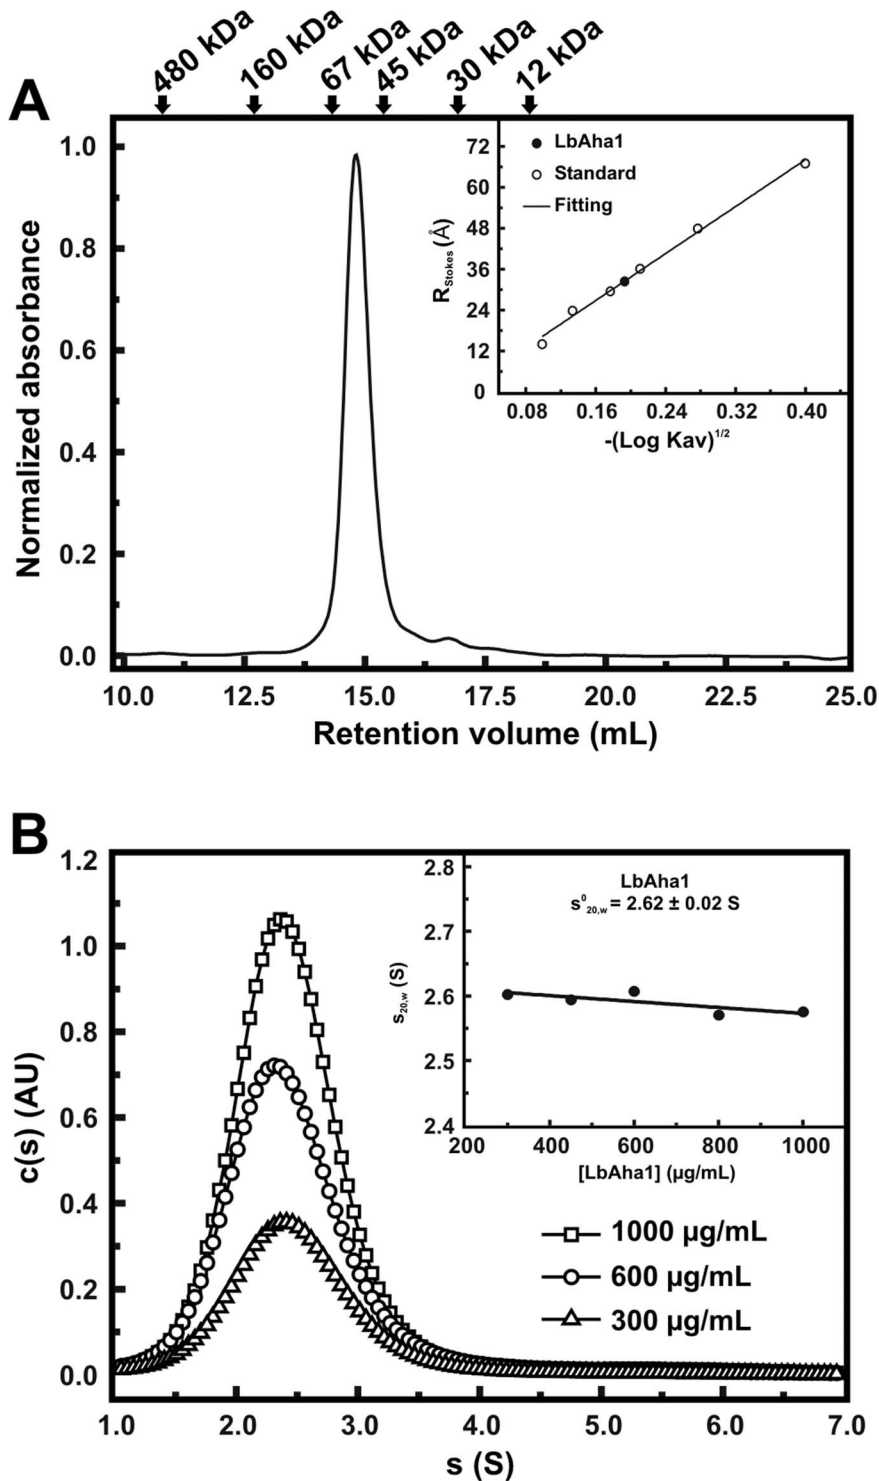 480 kDa 160 kDa 67 kDa 45 kDa 30 kDa 12 kDa
A
Normalized absorbance
1.0
0.8
0.6
0.4
0.2
0.0
10.0 12.5 15.0 17.5 20.0 22.5 25.0
Retention volume (mL)
R_Stokes (Å)
72
60
48
36
24
12
0
LbAha1
Standard
Fitting
0.08 0.16 0.24 0.32 0.40
-(Log Kav)^1/2
B
c(s) (AU)
1.2
1.0
0.8
0.6
0.4
0.2
0.0
1.0 2.0 3.0 4.0 5.0 6.0 7.0
s (S)
s_20,w (S)
2.8
2.7
2.6
2.5
2.4
LbAha1
s^0_20,w = 2.62 ± 0.02 S
200 400 600 800 1000
[LbAha1] (µg/mL)
1000 µg/mL
600 µg/mL
300 µg/mL